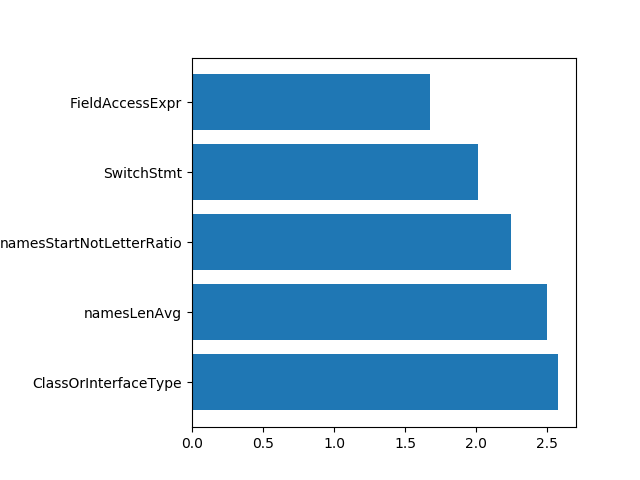 FieldAccessExpr
SwitchStmt
namesStartNotLetterRatio
namesLenAvg
ClassOrInterfaceType
0.0 0.5 1.0 1.5 2.0 2.5